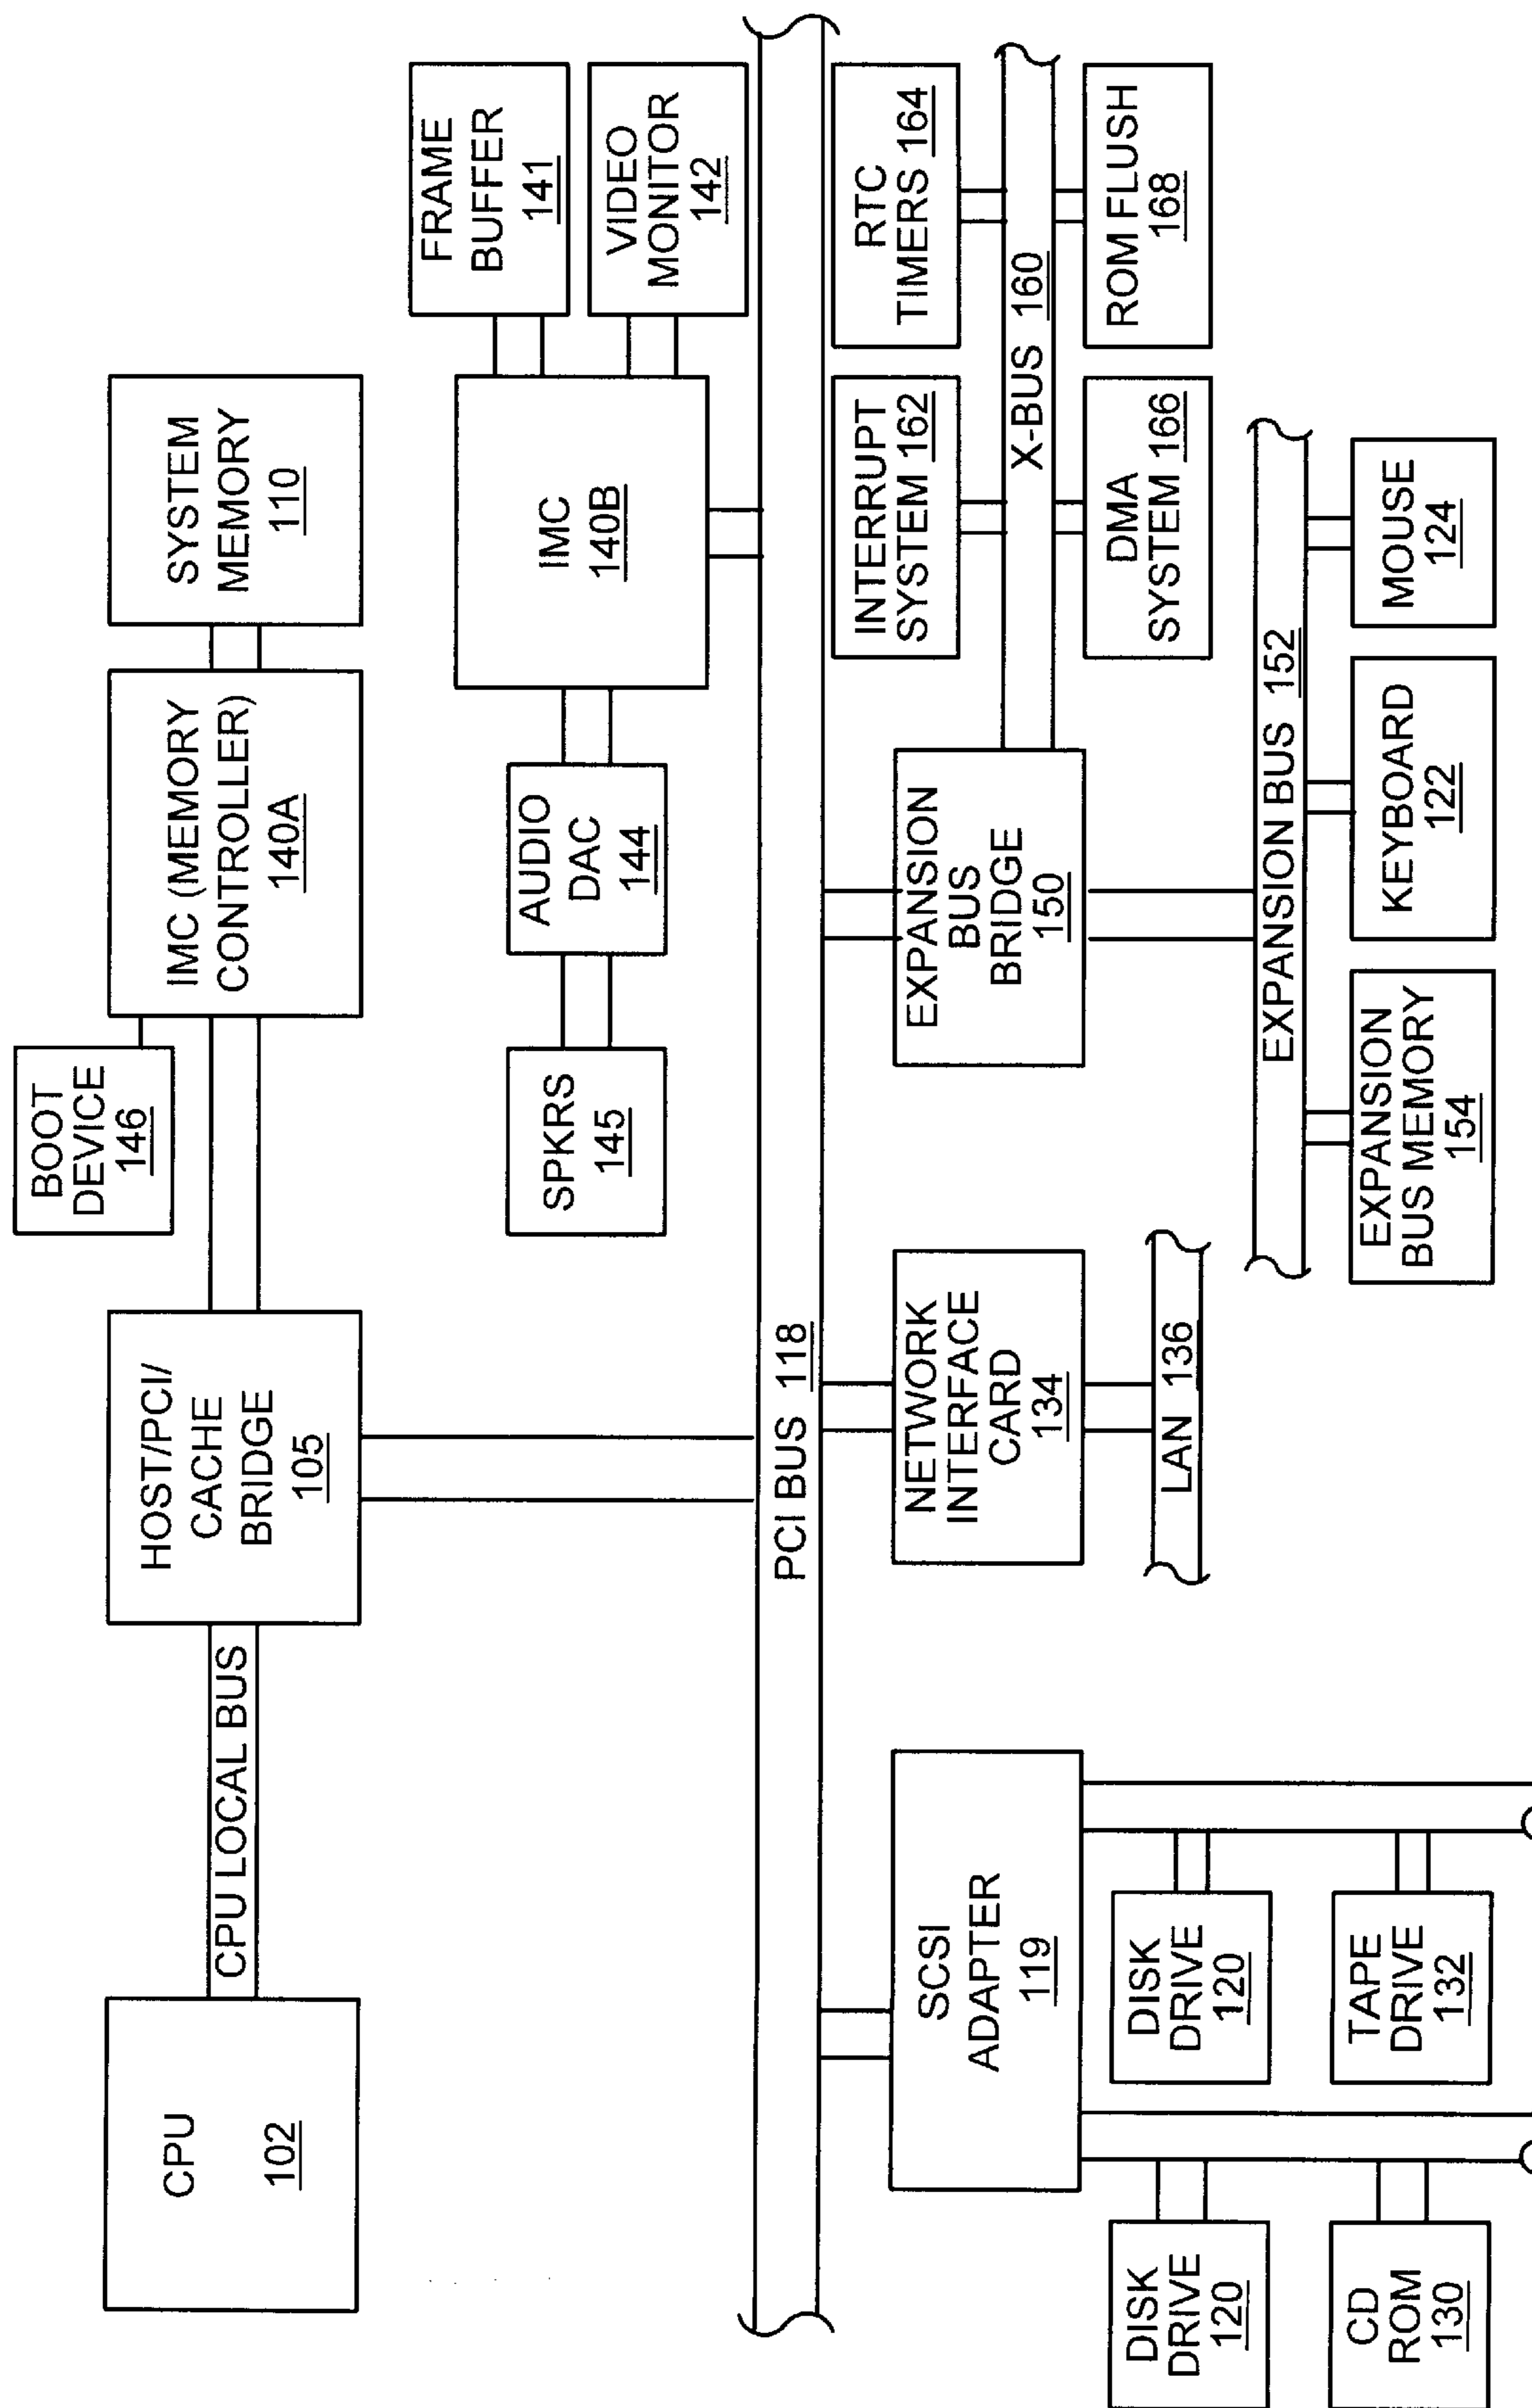 CPU
102
CPU LOCAL BUS
HOST/PCI/
CACHE
BRIDGE
105
BOOT
DEVICE
146
IMC (MEMORY
CONTROLLER)
140A
SYSTEM
MEMORY
110
SPKRS
145
AUDIO
DAC
144
IMC
140B
FRAME
BUFFER
141
VIDEO
MONITOR
142
PCI BUS 118
SCSI
ADAPTER
119
DISK
DRIVE
120
DISK
DRIVE
120
CD
ROM
130
TAPE
DRIVE
132
NETWORK
INTERFACE
CARD
134
LAN 136
EXPANSION
BUS
BRIDGE
150
INTERRUPT
SYSTEM 162
RTC
TIMERS 164
X-BUS 160
DMA
SYSTEM 166
ROM FLUSH
168
EXPANSION BUS 152
EXPANSION
BUS MEMORY
154
KEYBOARD
122
MOUSE
124